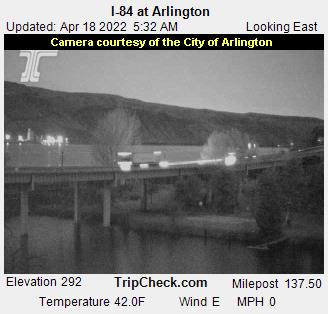 I-84 at Arlington
Updated: Apr 18 2022 5:32 AM Looking East
Camera courtesy of the City of Arlington
Elevation 292 TripCheck.com Milepost 137.50
Temperature 42.0F Wind E MPH 0